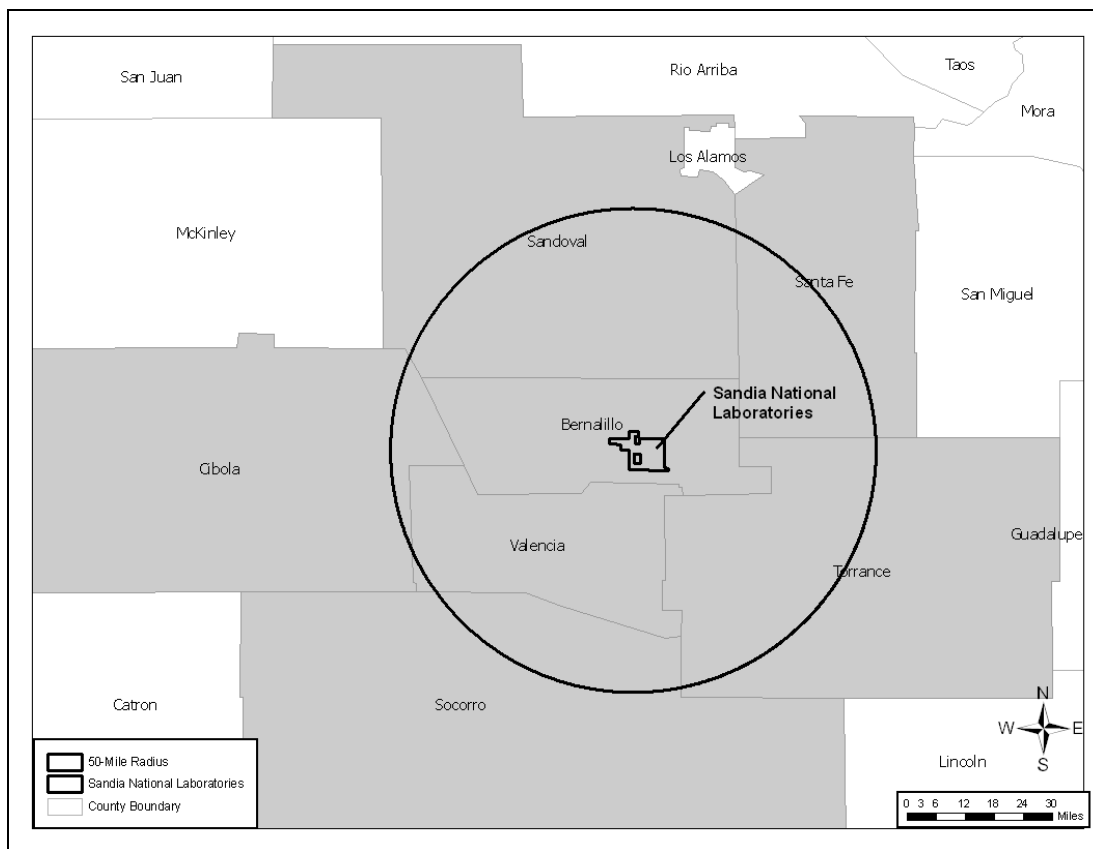 San Juan
Rio Arriba
Taos
Mora
Los Alamos
McKinley
Sandoval
Santa Fe
San Miguel
Sandia National
Laboratories
Bernalillo
Cibola
Valencia
Guadalupe
Torrance
Catron
Socorro
Lincoln
N
W E
S
50-Mile Radius
Sandia National Laboratories
County Boundary
0 3 6 12 18 24 30
Miles